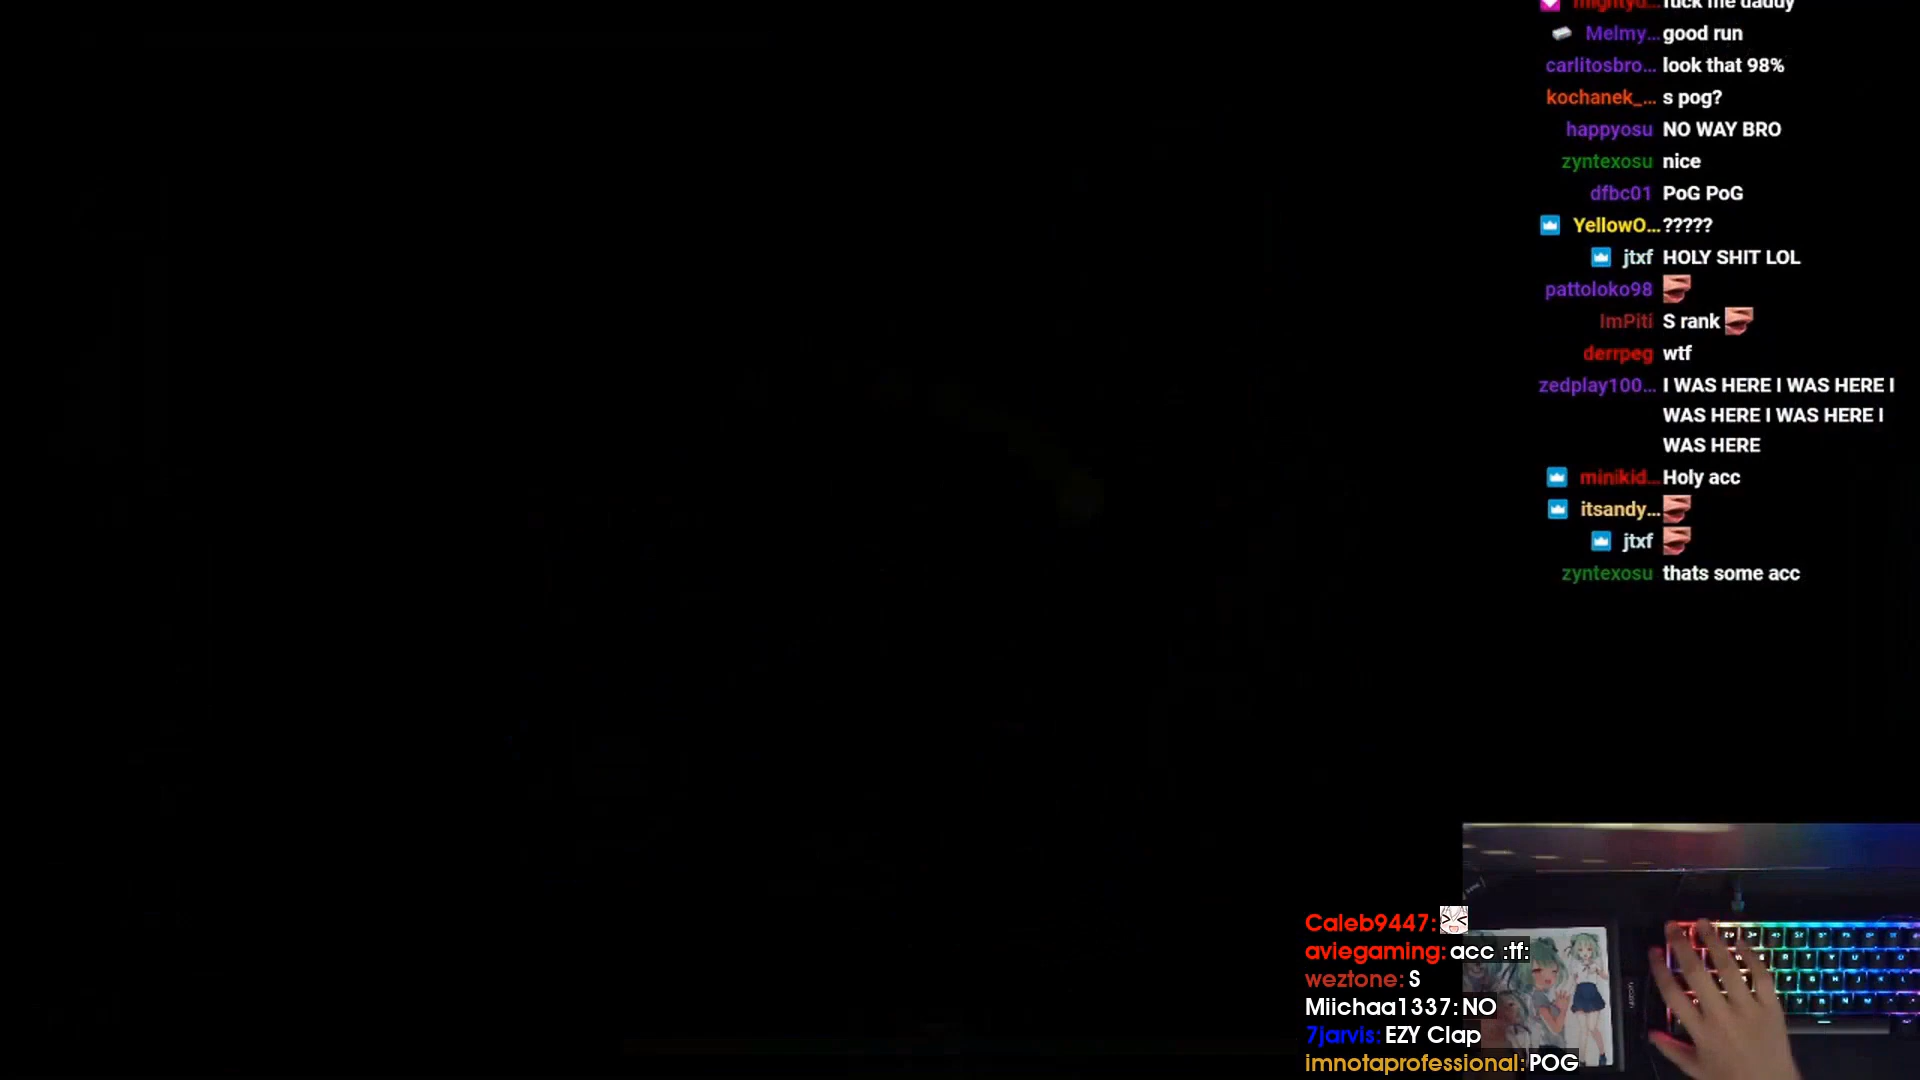 mightyd... fuck me daddy
Melmy... good run
carlitosbro... look that 98%
kochanek_... s pog?
happyosu NO WAY BRO
zyntexosu nice
dfbc01 PoG PoG
YellowO... ?????
jtxf HOLY SHIT LOL
pattoloko98
ImPiti S rank
derrpeg wtf
zedplay100... I WAS HERE I WAS HERE I
WAS HERE I WAS HERE I
WAS HERE
minikid... Holy acc
itsandy...
jtxf
zyntexosu thats some acc
Caleb9447:
aviegaming: acc :tf:
weztone: S
Miichaa1337: NO
7jarvis: EZY Clap
imnotaprofessional: POG